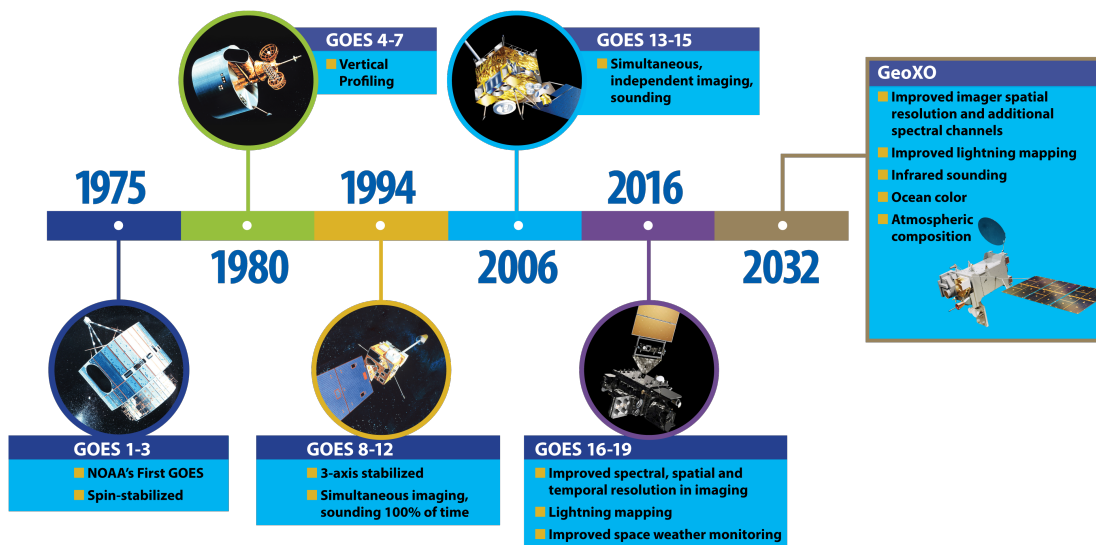 GOES 4-7
Vertical
Profiling
GOES 13-15
Simultaneous,
independent imaging,
sounding
GeoXO
Improved imager spatial
resolution and additional
spectral channels
Improved lightning mapping
Infrared sounding
Ocean color
Atmospheric
composition
1975
1994
2016
1980
2006
2032
GOES 1-3
NOAA's First GOES
Spin-stabilized
GOES 8-12
3-axis stabilized
Simultaneous imaging,
sounding 100% of time
GOES 16-19
Improved spectral, spatial and
temporal resolution in imaging
Lightning mapping
Improved space weather monitoring